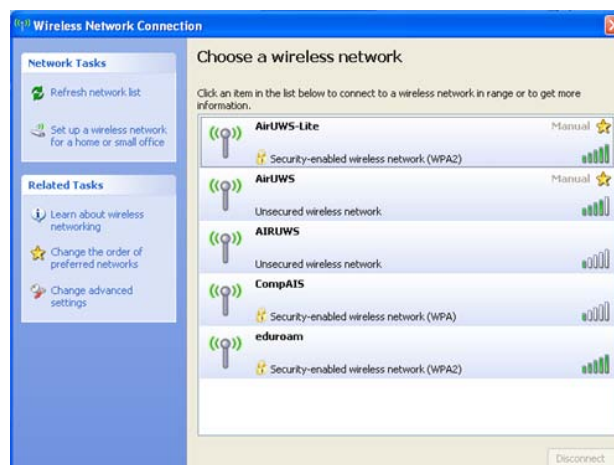 Wireless Network Connection
Network Tasks
Refresh network list
Set up a wireless network
for a home or small office
Related Tasks
Learn about wireless
networking
Change the order of
preferred networks
Change advanced
settings
Choose a wireless network
Click an item in the list below to connect to a wireless network in range or to get more
information.
AirUWS-Lite Manual
Security-enabled wireless network (WPA2)
AirUWS Manual
Unsecured wireless network
AIRUWS
Unsecured wireless network
CompAIS
Security-enabled wireless network (WPA)
eduroam
Security-enabled wireless network (WPA2)
Disconnect